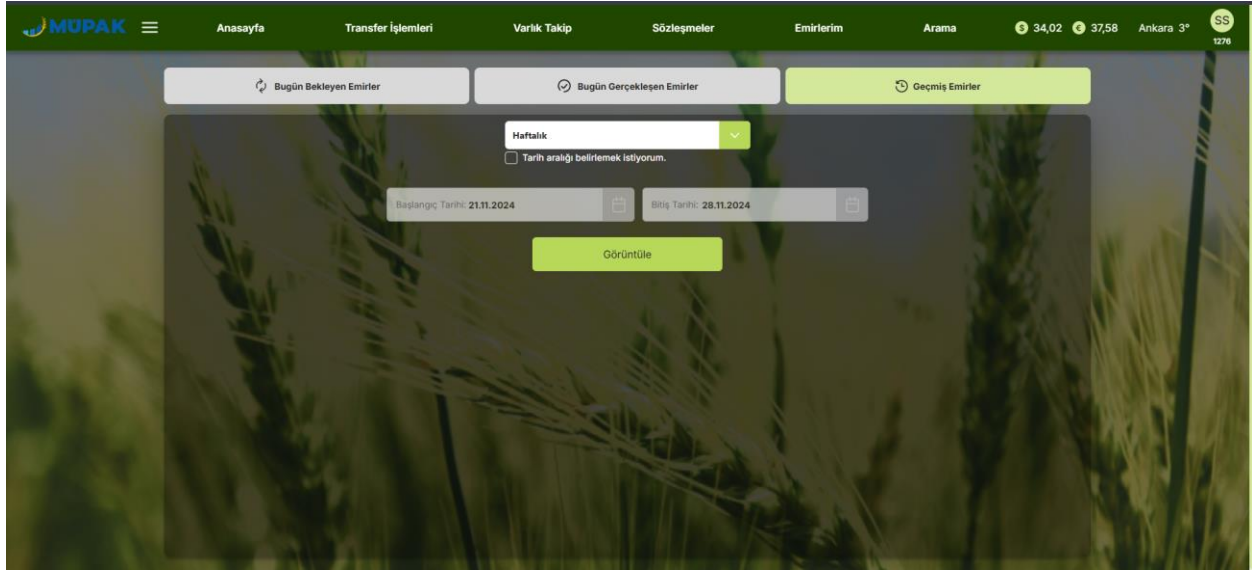 MÜPAK
Anasayfa
Transfer İşlemleri
Varlık Takip
Sözleşmeler
Emirlerim
Arama
$ 34,02 € 37,58
Ankara 3°
SS
1276
Bugün Bekleyen Emirler
Bugün Gerçekleşen Emirler
Geçmiş Emirler
Haftalık
Tarih aralığı belirlemek istiyorum.
Başlangıç Tarihi: 21.11.2024
Bitiş Tarihi: 28.11.2024
Görüntüle